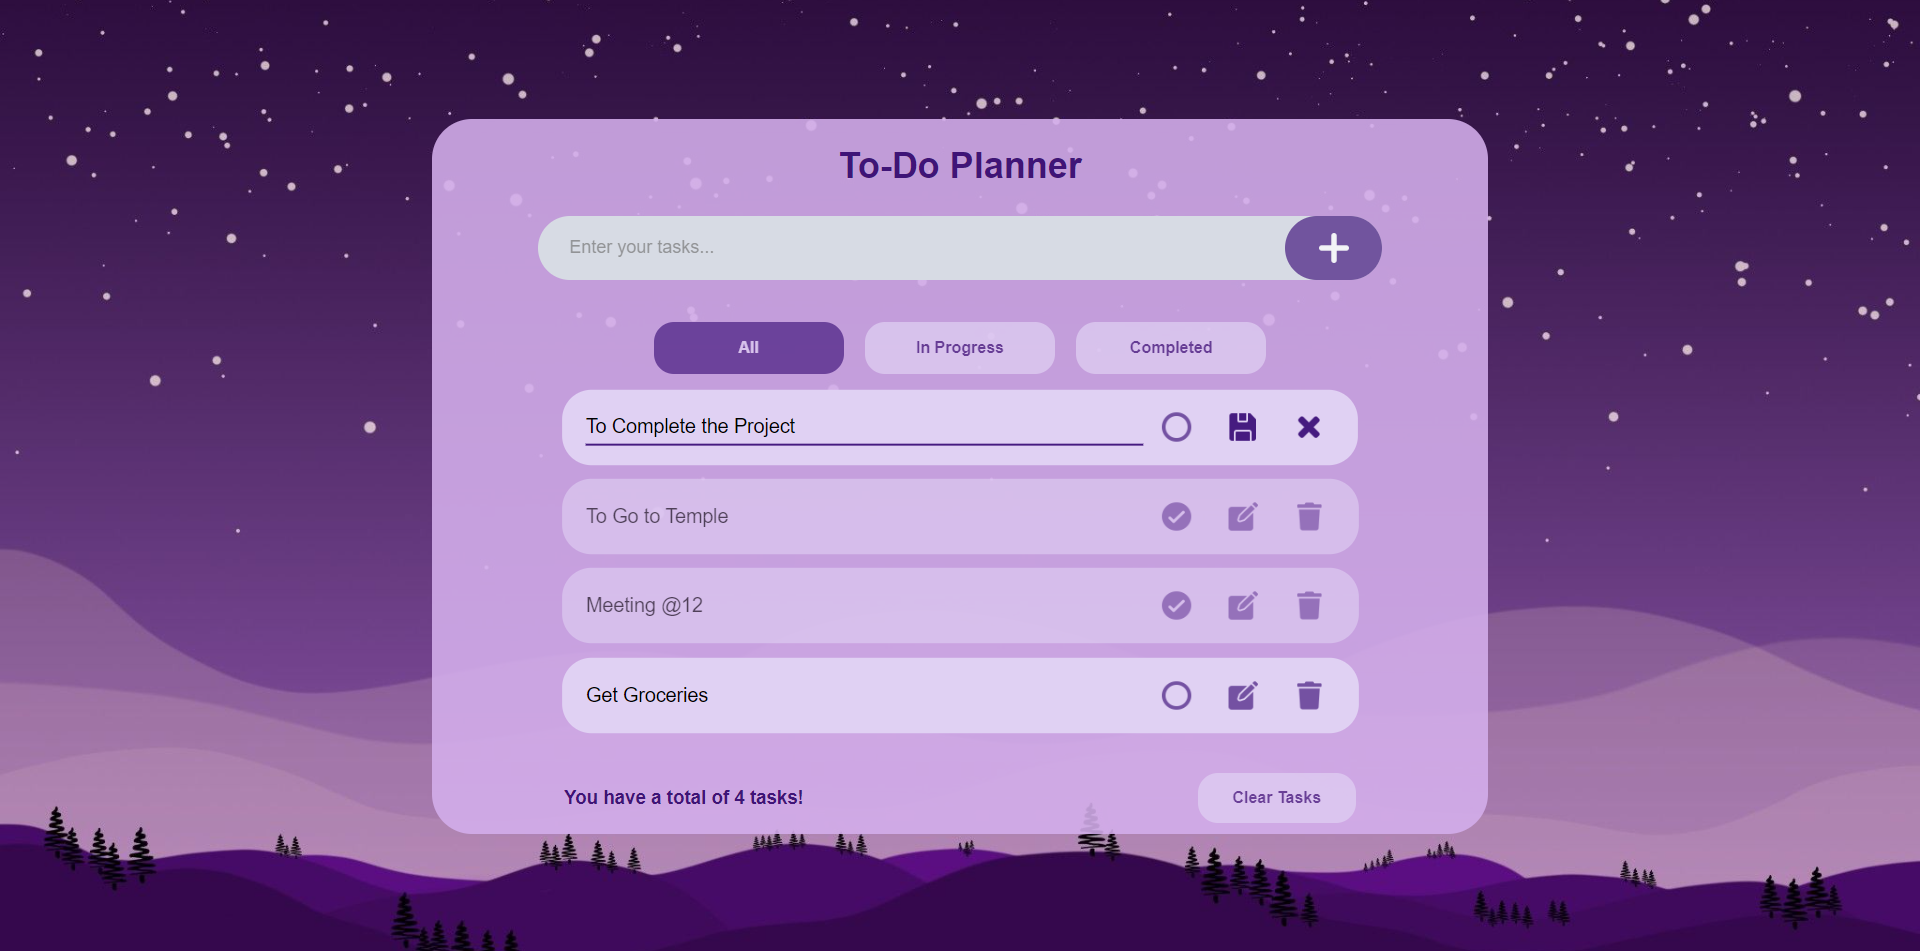 To-Do Planner
Enter your tasks...
All
In Progress
Completed
To Complete the Project
To Go to Temple
Meeting @12
Get Groceries
You have a total of 4 tasks!
Clear Tasks